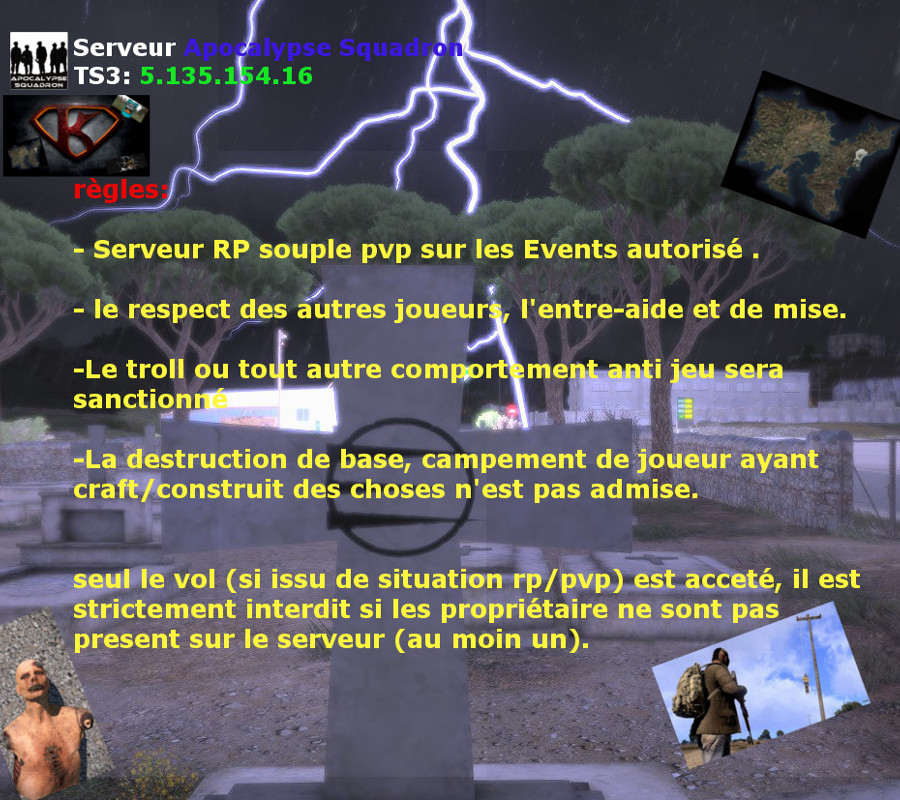 Serveur Apocalypse Squadron
TS3: 5.135.154.16
APOCALYPSE
SQUADRON
K
règles:
- Serveur RP souple pvp sur les Events autorisé .
- le respect des autres joueurs, l'entre-aide et de mise.
-Le troll ou tout autre comportement anti jeu sera
sanctionné
-La destruction de base, campement de joueur ayant
craft/construit des choses n'est pas admise.
seul le vol (si issu de situation rp/pvp) est acceté, il est
strictement interdit si les propriétaire ne sont pas
present sur le serveur (au moin un).